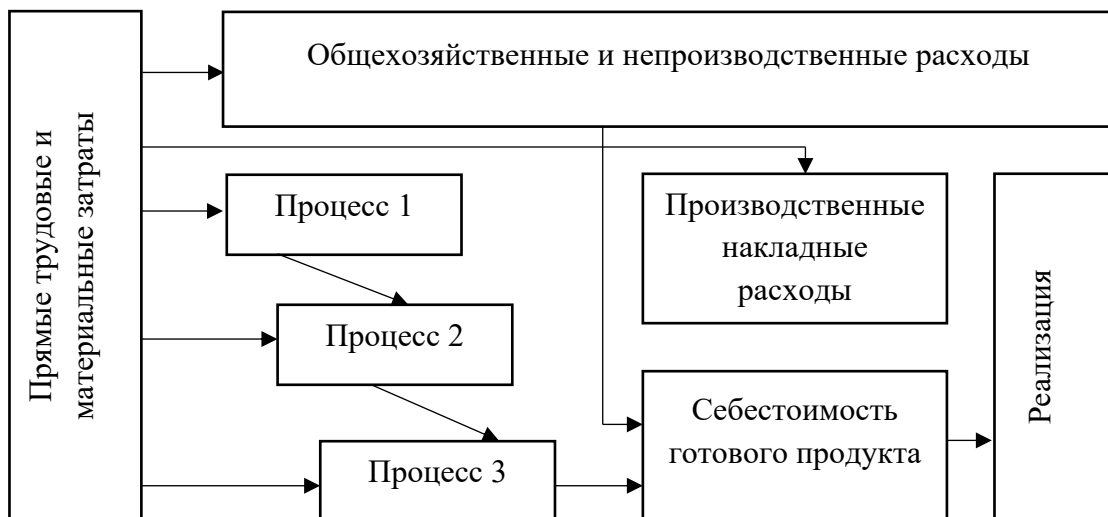 Прямые трудовые и
материальные затраты
Общехозяйственные и непроизводственные расходы
Процесс 1
Производственные
накладные
расходы
Процесс 2
Процесс 3
Себестоимость
готового продукта
Реализация